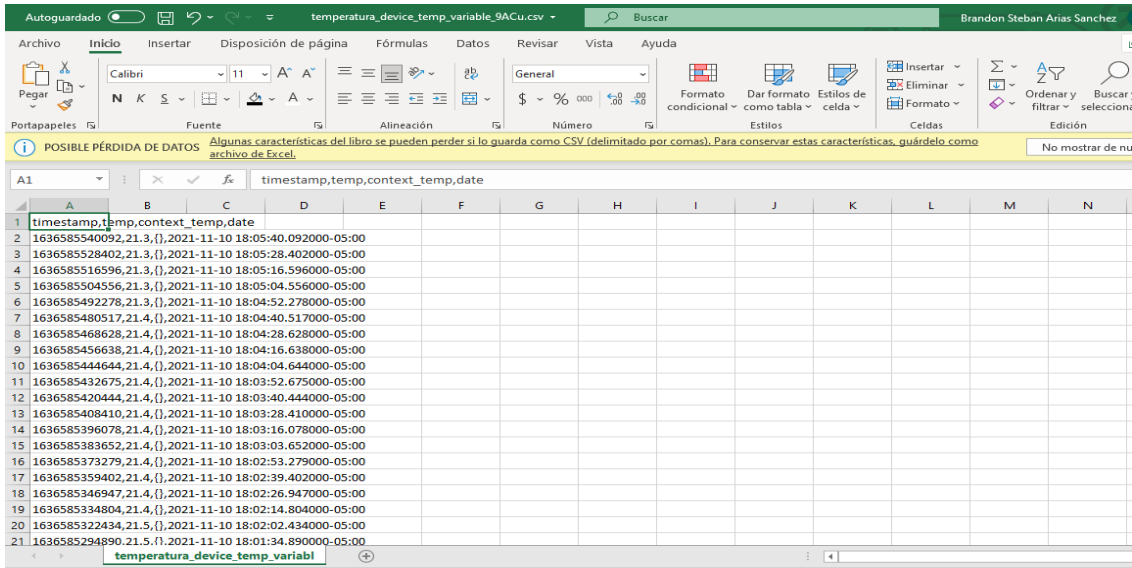 Autoguardado temperatura_device_temp_variable_9ACu.csv Buscar Brandon Steban Arias Sanchez
Archivo Inicio Insertar Disposición de página Fórmulas Datos Revisar Vista Ayuda
Pegar
Calibri 11 A^ A˅
N K S A
ab
General
$ % 000
Formato condicional
Dar formato como tabla
Estilos de celda
Insertar
Eliminar
Formato
Ordenar y filtrar
Buscar
Portapapeles Fuente Alineación Número Estilos Celdas Edición
POSIBLE PÉRDIDA DE DATOS Algunas características del libro se pueden perder si lo guarda como CSV (delimitado por comas). Para conservar estas características, guárdelo como archivo de Excel. No mostrar de nu
A1 fx timestamp,temp,context_temp,date
A B C D E F G H I J K L M N
1 timestamp,temp,context_temp,date
2 1636585540092,21.3,{},2021-11-10 18:05:40.092000-05:00
3 1636585528402,21.3,{},2021-11-10 18:05:28.402000-05:00
4 1636585516596,21.3,{},2021-11-10 18:05:16.596000-05:00
5 1636585504556,21.3,{},2021-11-10 18:05:04.556000-05:00
6 1636585492278,21.3,{},2021-11-10 18:04:52.278000-05:00
7 1636585480517,21.4,{},2021-11-10 18:04:40.517000-05:00
8 1636585468628,21.4,{},2021-11-10 18:04:28.628000-05:00
9 1636585456638,21.4,{},2021-11-10 18:04:16.638000-05:00
10 1636585444644,21.4,{},2021-11-10 18:04:04.644000-05:00
11 1636585432675,21.4,{},2021-11-10 18:03:52.675000-05:00
12 1636585420444,21.4,{},2021-11-10 18:03:40.444000-05:00
13 1636585408410,21.4,{},2021-11-10 18:03:28.410000-05:00
14 1636585396078,21.4,{},2021-11-10 18:03:16.078000-05:00
15 1636585383652,21.4,{},2021-11-10 18:03:03.652000-05:00
16 1636585373279,21.4,{},2021-11-10 18:02:53.279000-05:00
17 1636585359402,21.4,{},2021-11-10 18:02:39.402000-05:00
18 1636585346947,21.4,{},2021-11-10 18:02:26.947000-05:00
19 1636585334804,21.4,{},2021-11-10 18:02:14.804000-05:00
20 1636585322434,21.5,{},2021-11-10 18:02:02.434000-05:00
21 1636585294890,21.5,{},2021-11-10 18:01:34.890000-05:00
temperatura_device_temp_variabl